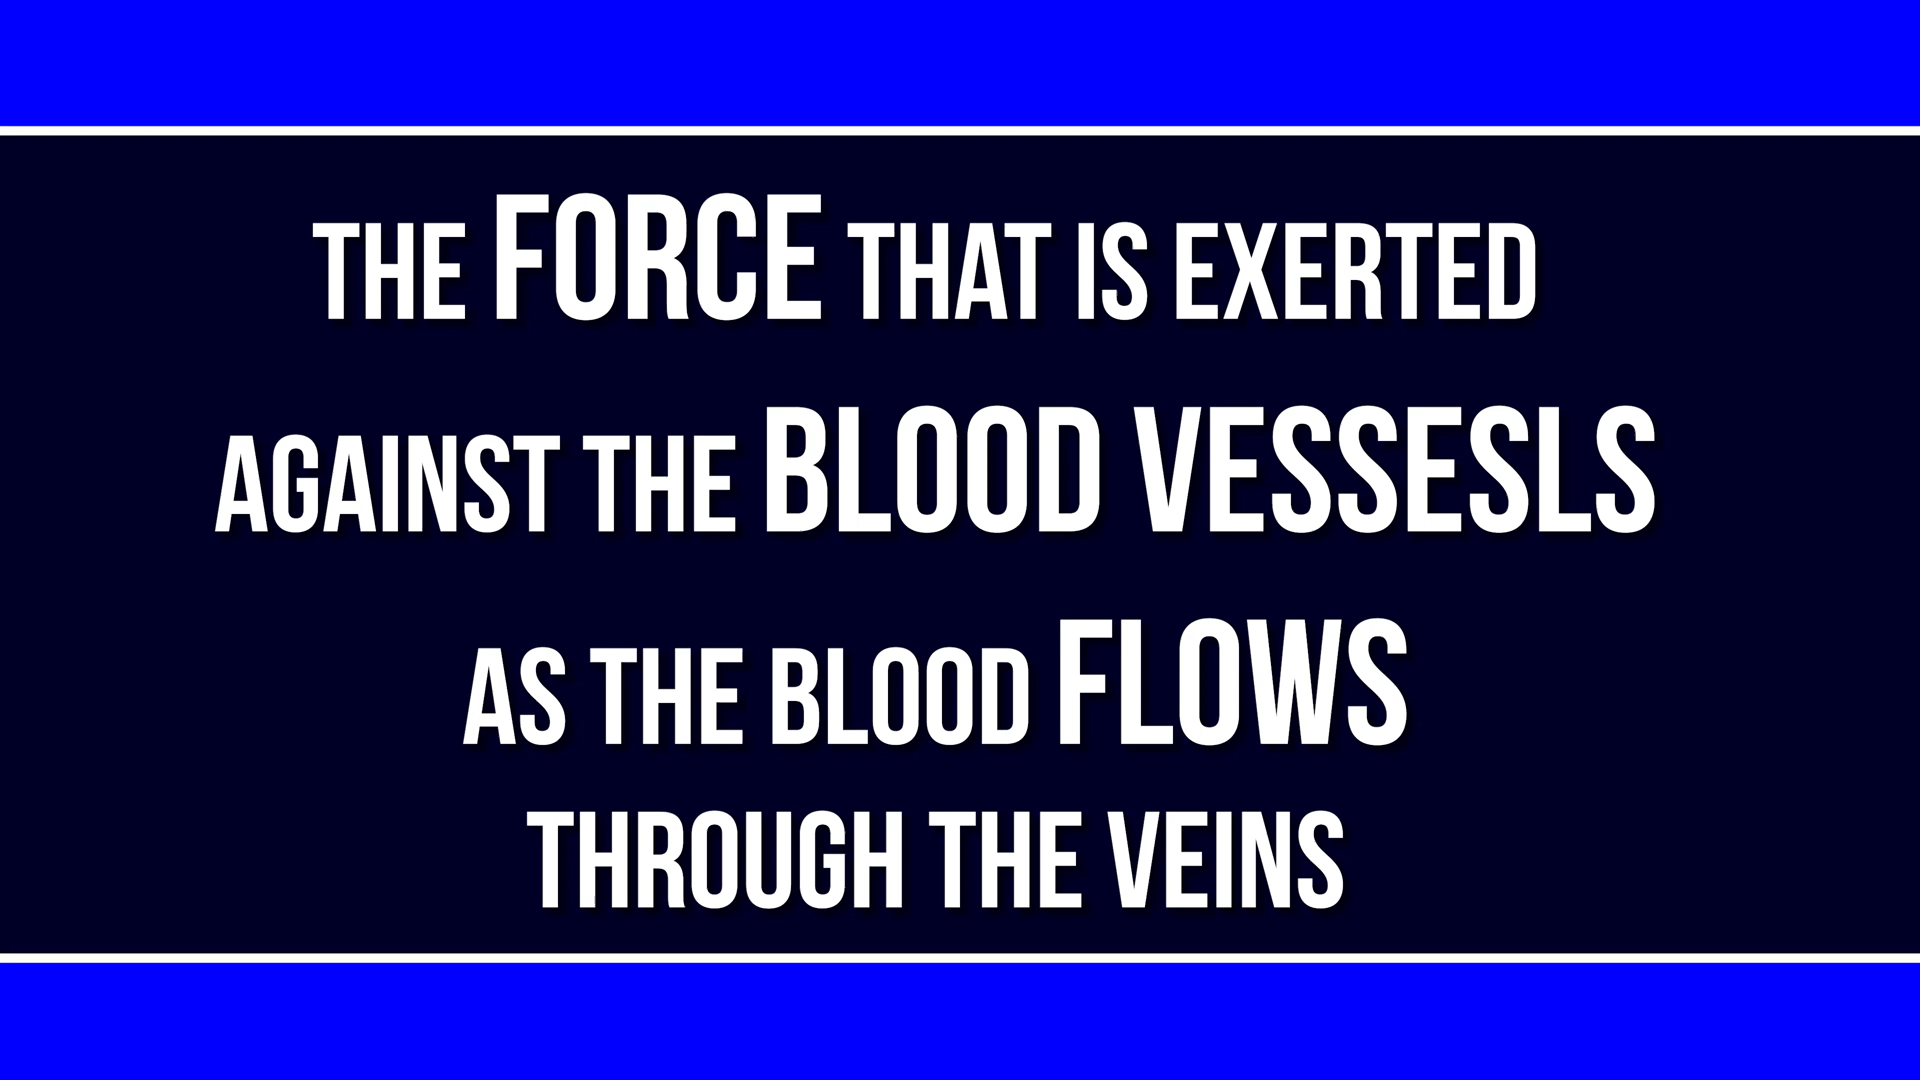 THE FORCE THAT IS EXERTED
AGAINST THE BLOOD VESSESLS
AS THE BLOOD FLOWS
THROUGH THE VEINS